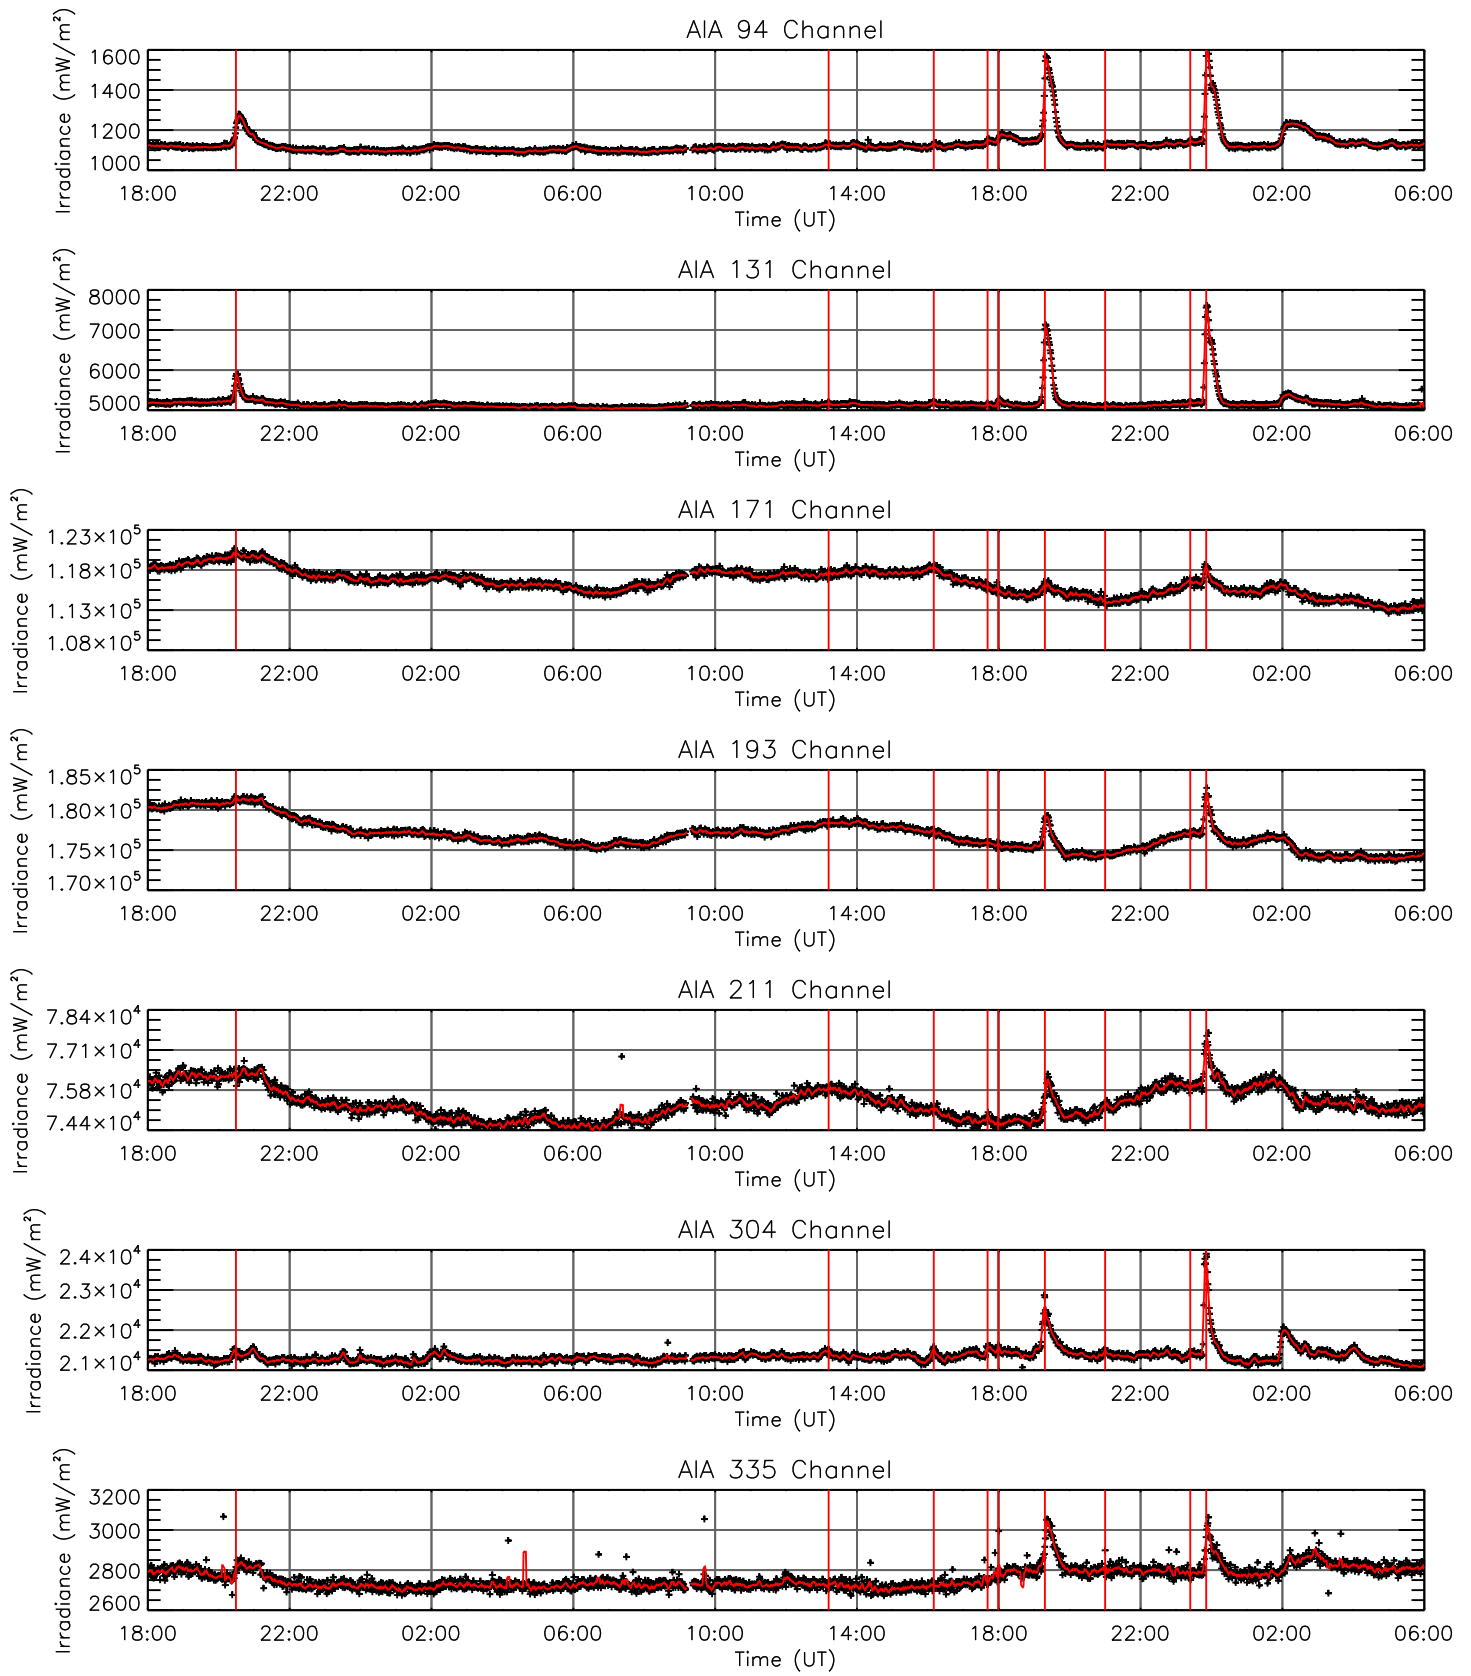 AIA 94 Channel
Irradiance (mW/m²)
1600
1400
1200
1000
18:00 22:00 02:00 06:00 10:00 14:00 18:00 22:00 02:00 06:00
Time (UT)
AIA 131 Channel
Irradiance (mW/m²)
8000
7000
6000
5000
18:00 22:00 02:00 06:00 10:00 14:00 18:00 22:00 02:00 06:00
Time (UT)
AIA 171 Channel
Irradiance (mW/m²)
1.23×10⁵
1.18×10⁵
1.13×10⁵
1.08×10⁵
18:00 22:00 02:00 06:00 10:00 14:00 18:00 22:00 02:00 06:00
Time (UT)
AIA 193 Channel
Irradiance (mW/m²)
1.85×10⁵
1.80×10⁵
1.75×10⁵
1.70×10⁵
18:00 22:00 02:00 06:00 10:00 14:00 18:00 22:00 02:00 06:00
Time (UT)
AIA 211 Channel
Irradiance (mW/m²)
7.84×10⁴
7.71×10⁴
7.58×10⁴
7.44×10⁴
18:00 22:00 02:00 06:00 10:00 14:00 18:00 22:00 02:00 06:00
Time (UT)
AIA 304 Channel
Irradiance (mW/m²)
2.4×10⁴
2.3×10⁴
2.2×10⁴
2.1×10⁴
18:00 22:00 02:00 06:00 10:00 14:00 18:00 22:00 02:00 06:00
Time (UT)
AIA 335 Channel
Irradiance (mW/m²)
3200
3000
2800
2600
18:00 22:00 02:00 06:00 10:00 14:00 18:00 22:00 02:00 06:00
Time (UT)